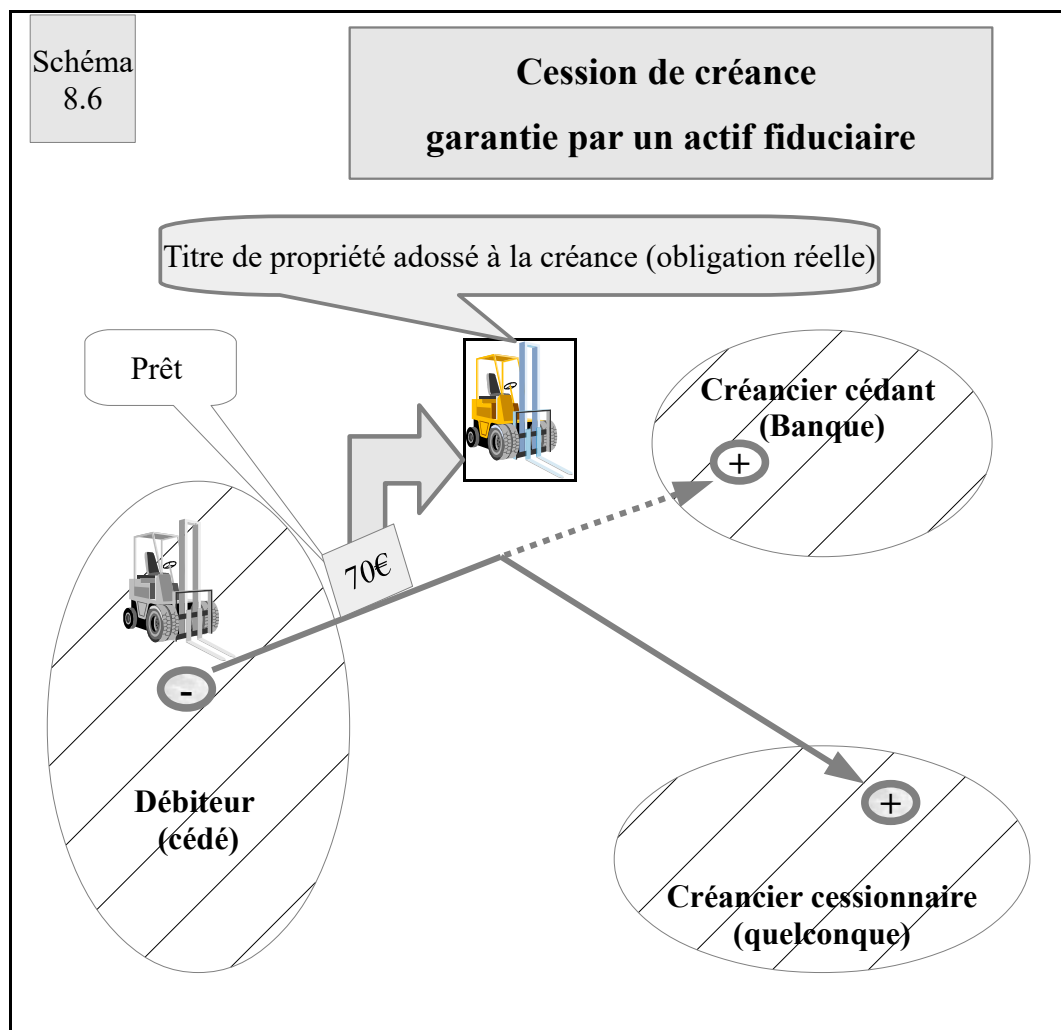 Schéma
8.6
Cession de créance
garantie par un actif fiduciaire
Titre de propriété adossé à la créance (obligation réelle)
Prêt
Créancier cédant
(Banque)
+
70€
-
Débiteur
(cédé)
+
Créancier cessionnaire
(quelconque)